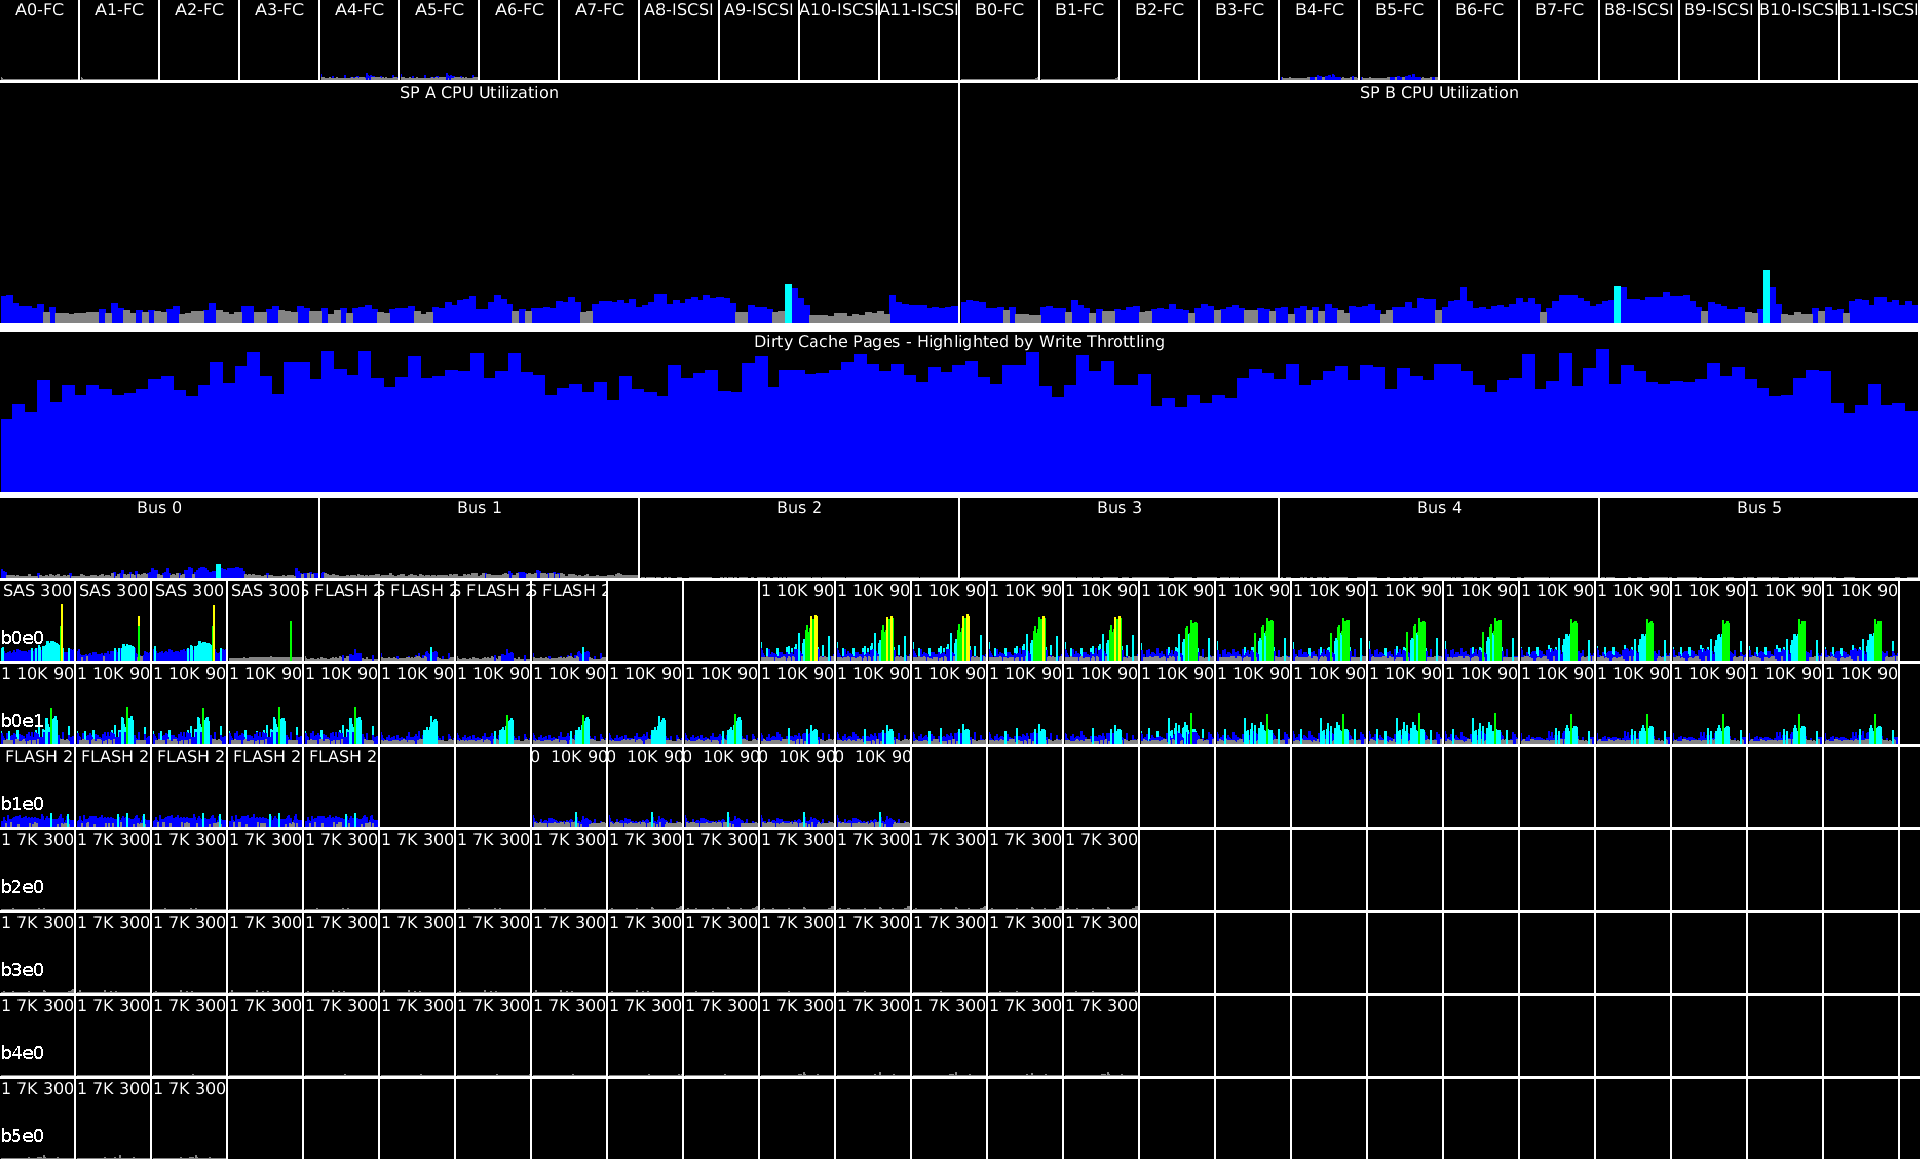 A0-FC A1-FC A2-FC A3-FC A4-FC A5-FC A6-FC A7-FC A8-ISCSI A9-ISCSI A10-ISCSI A11-ISCSI B0-FC B1-FC B2-FC B3-FC B4-FC B5-FC B6-FC B7-FC B8-ISCSI B9-ISCSI B10-ISCSI B11-ISCSI
SP A CPU Utilization SP B CPU Utilization
Dirty Cache Pages - Highlighted by Write Throttling
Bus 0 Bus 1 Bus 2 Bus 3 Bus 4 Bus 5
SAS 300 SAS 300 SAS 300 SAS 300 S FLASH 2 S FLASH 2 S FLASH 2 S FLASH 2 1 10K 90 1 10K 90 1 10K 90 1 10K 90 1 10K 90 1 10K 90 1 10K 90 1 10K 90 1 10K 90 1 10K 90 1 10K 90 1 10K 90 1 10K 90 1 10K 90 1 10K 90
b0e0
1 10K 90 1 10K 90 1 10K 90 1 10K 90 1 10K 90 1 10K 90 1 10K 90 1 10K 90 1 10K 90 1 10K 90 1 10K 90 1 10K 90 1 10K 90 1 10K 90 1 10K 90 1 10K 90 1 10K 90 1 10K 90 1 10K 90 1 10K 90 1 10K 90 1 10K 90 1 10K 90 1 10K 90 1 10K 90
b0e1
FLASH 2 FLASH 2 FLASH 2 FLASH 2 FLASH 2 0 10K 90 0 10K 90 0 10K 90 0 10K 90 0 10K 90
b1e0
1 7K 300 1 7K 300 1 7K 300 1 7K 300 1 7K 300 1 7K 300 1 7K 300 1 7K 300 1 7K 300 1 7K 300 1 7K 300 1 7K 300 1 7K 300 1 7K 300 1 7K 300
b2e0
1 7K 300 1 7K 300 1 7K 300 1 7K 300 1 7K 300 1 7K 300 1 7K 300 1 7K 300 1 7K 300 1 7K 300 1 7K 300 1 7K 300 1 7K 300 1 7K 300 1 7K 300
b3e0
1 7K 300 1 7K 300 1 7K 300 1 7K 300 1 7K 300 1 7K 300 1 7K 300 1 7K 300 1 7K 300 1 7K 300 1 7K 300 1 7K 300 1 7K 300 1 7K 300 1 7K 300
b4e0
1 7K 300 1 7K 300 1 7K 300
b5e0